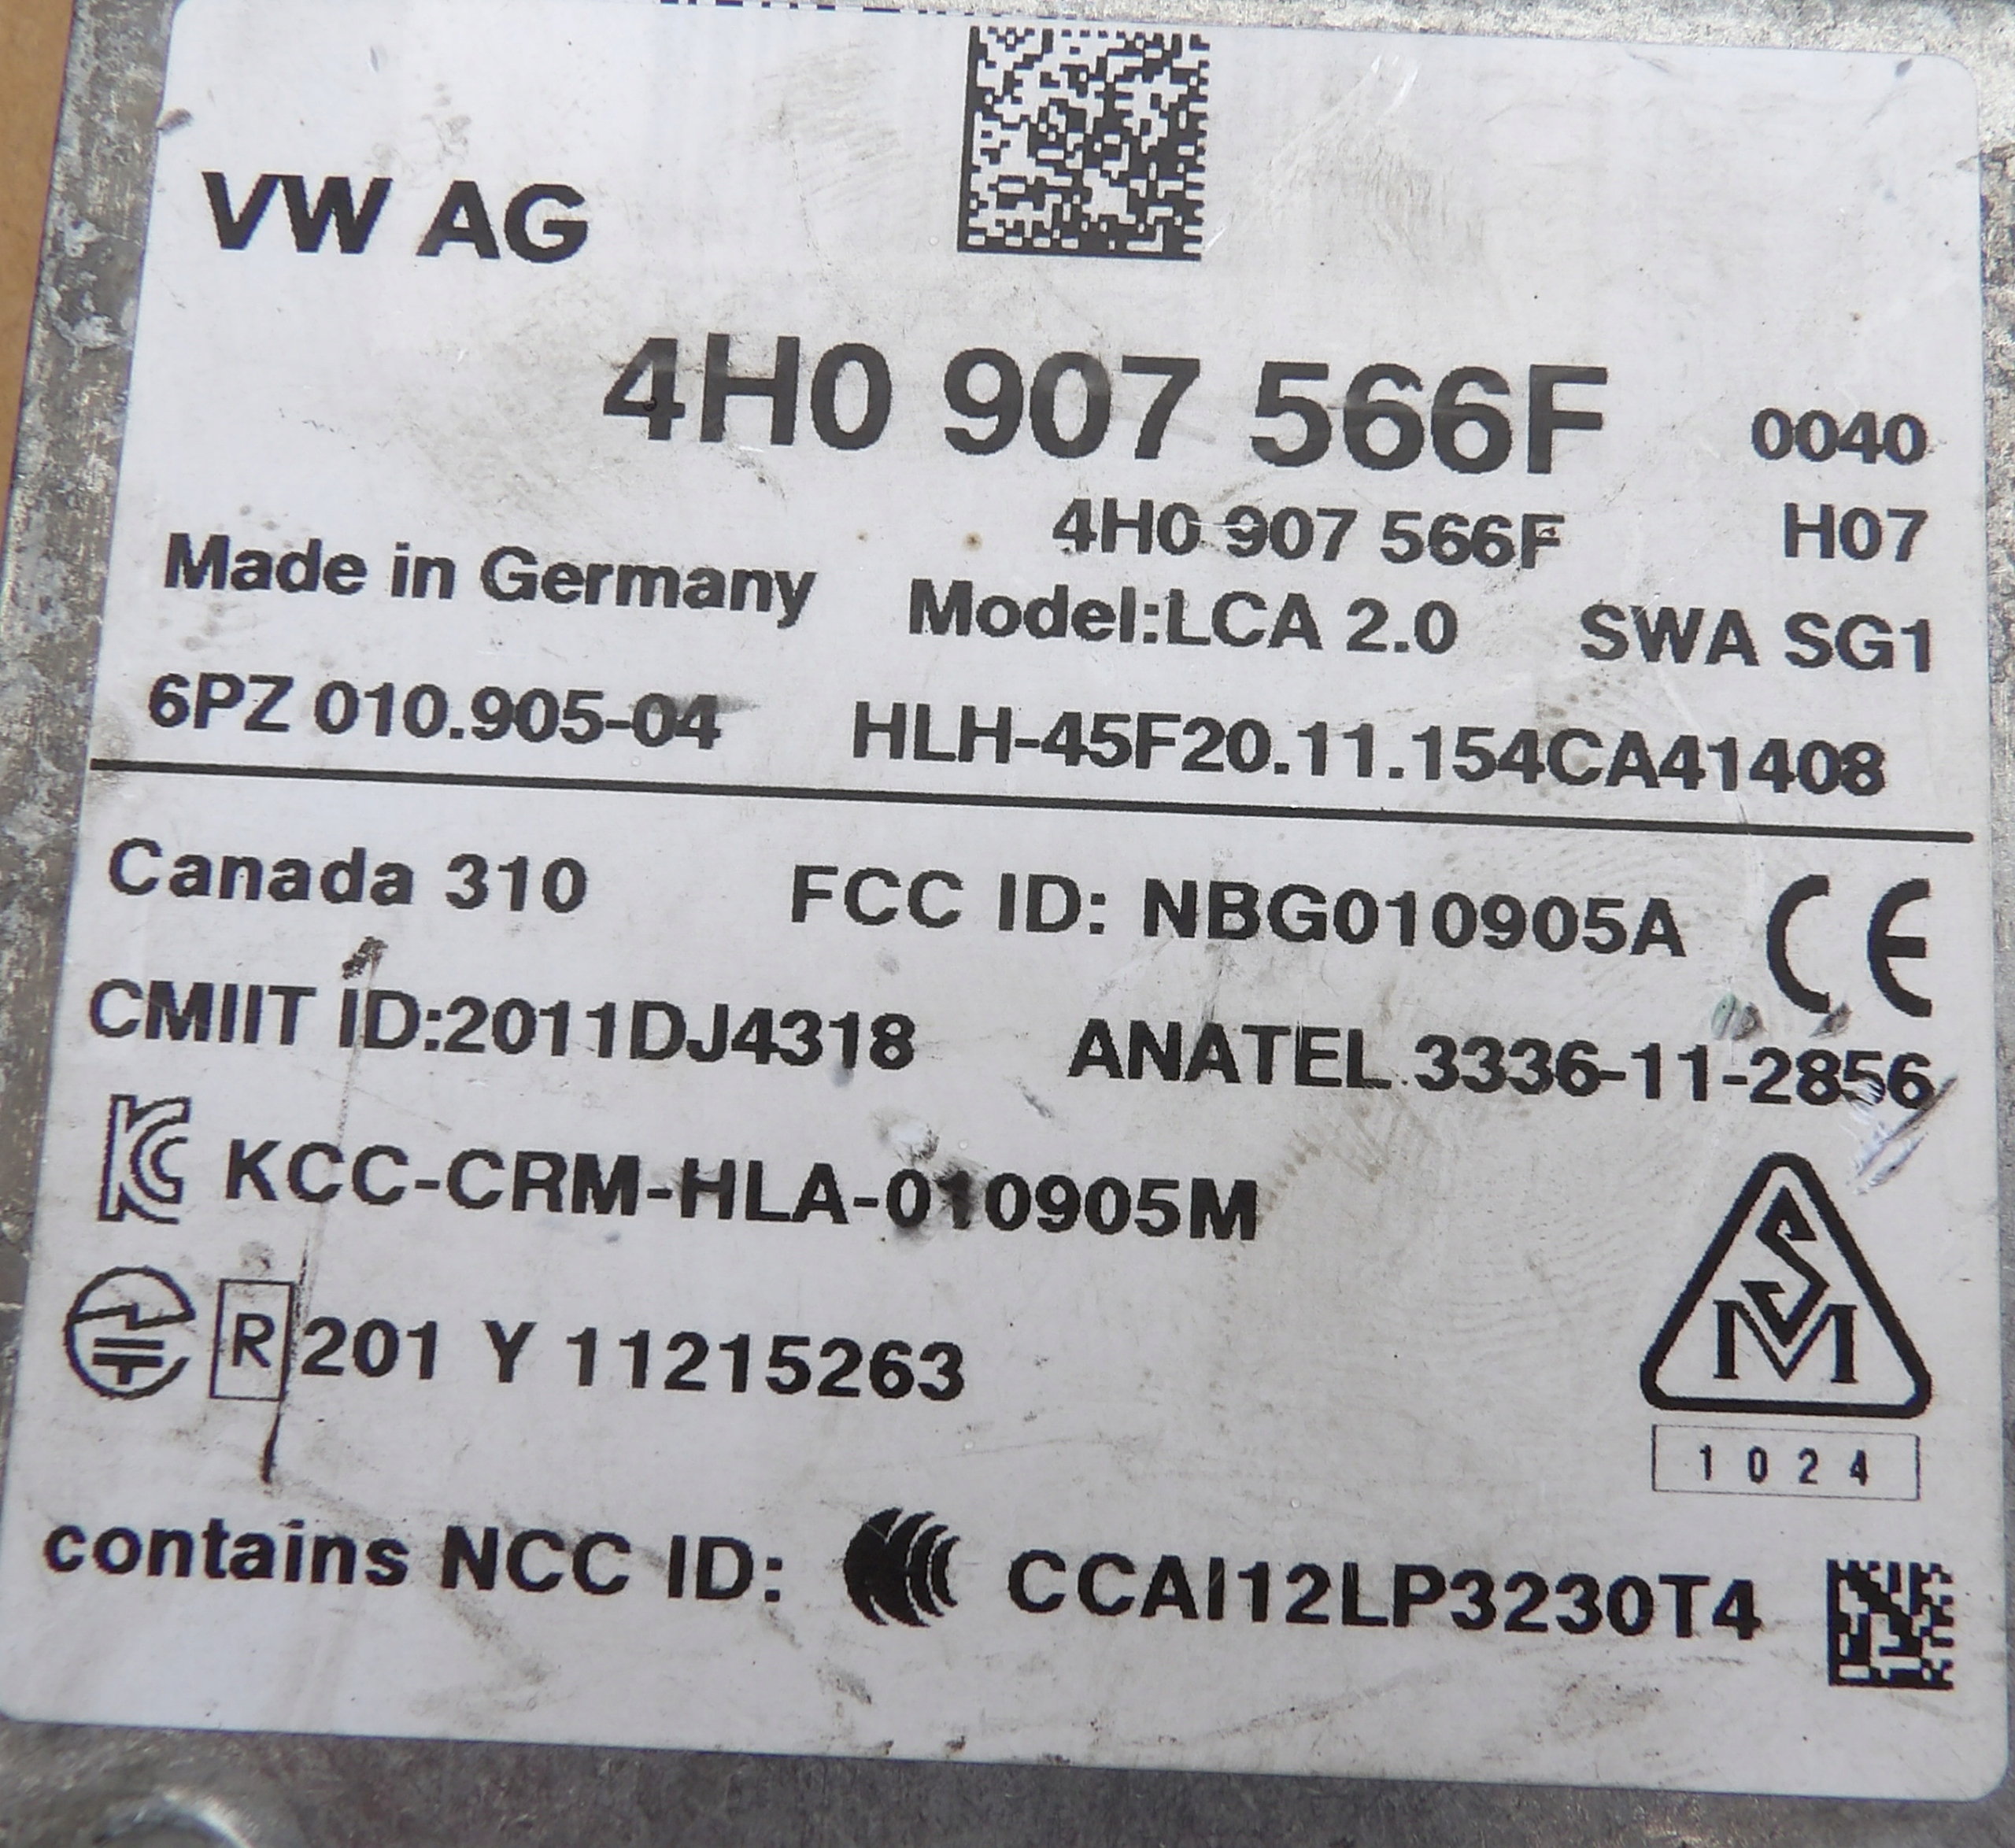 VW AG
4H0 907 566F 0040
4H0 907 566F H07
Made in Germany Model:LCA 2.0 SWA SG1
6PZ 010.905-04 HLH-45F20.11.154CA41408
Canada 310 FCC ID: NBG010905A CE
CMIIT ID:2011DJ4318 ANATEL 3336-11-2856
KC KCC-CRM-HLA-010905M
R 201 Y 11215263
SM
1024
contains NCC ID: CCAI12LP3230T4